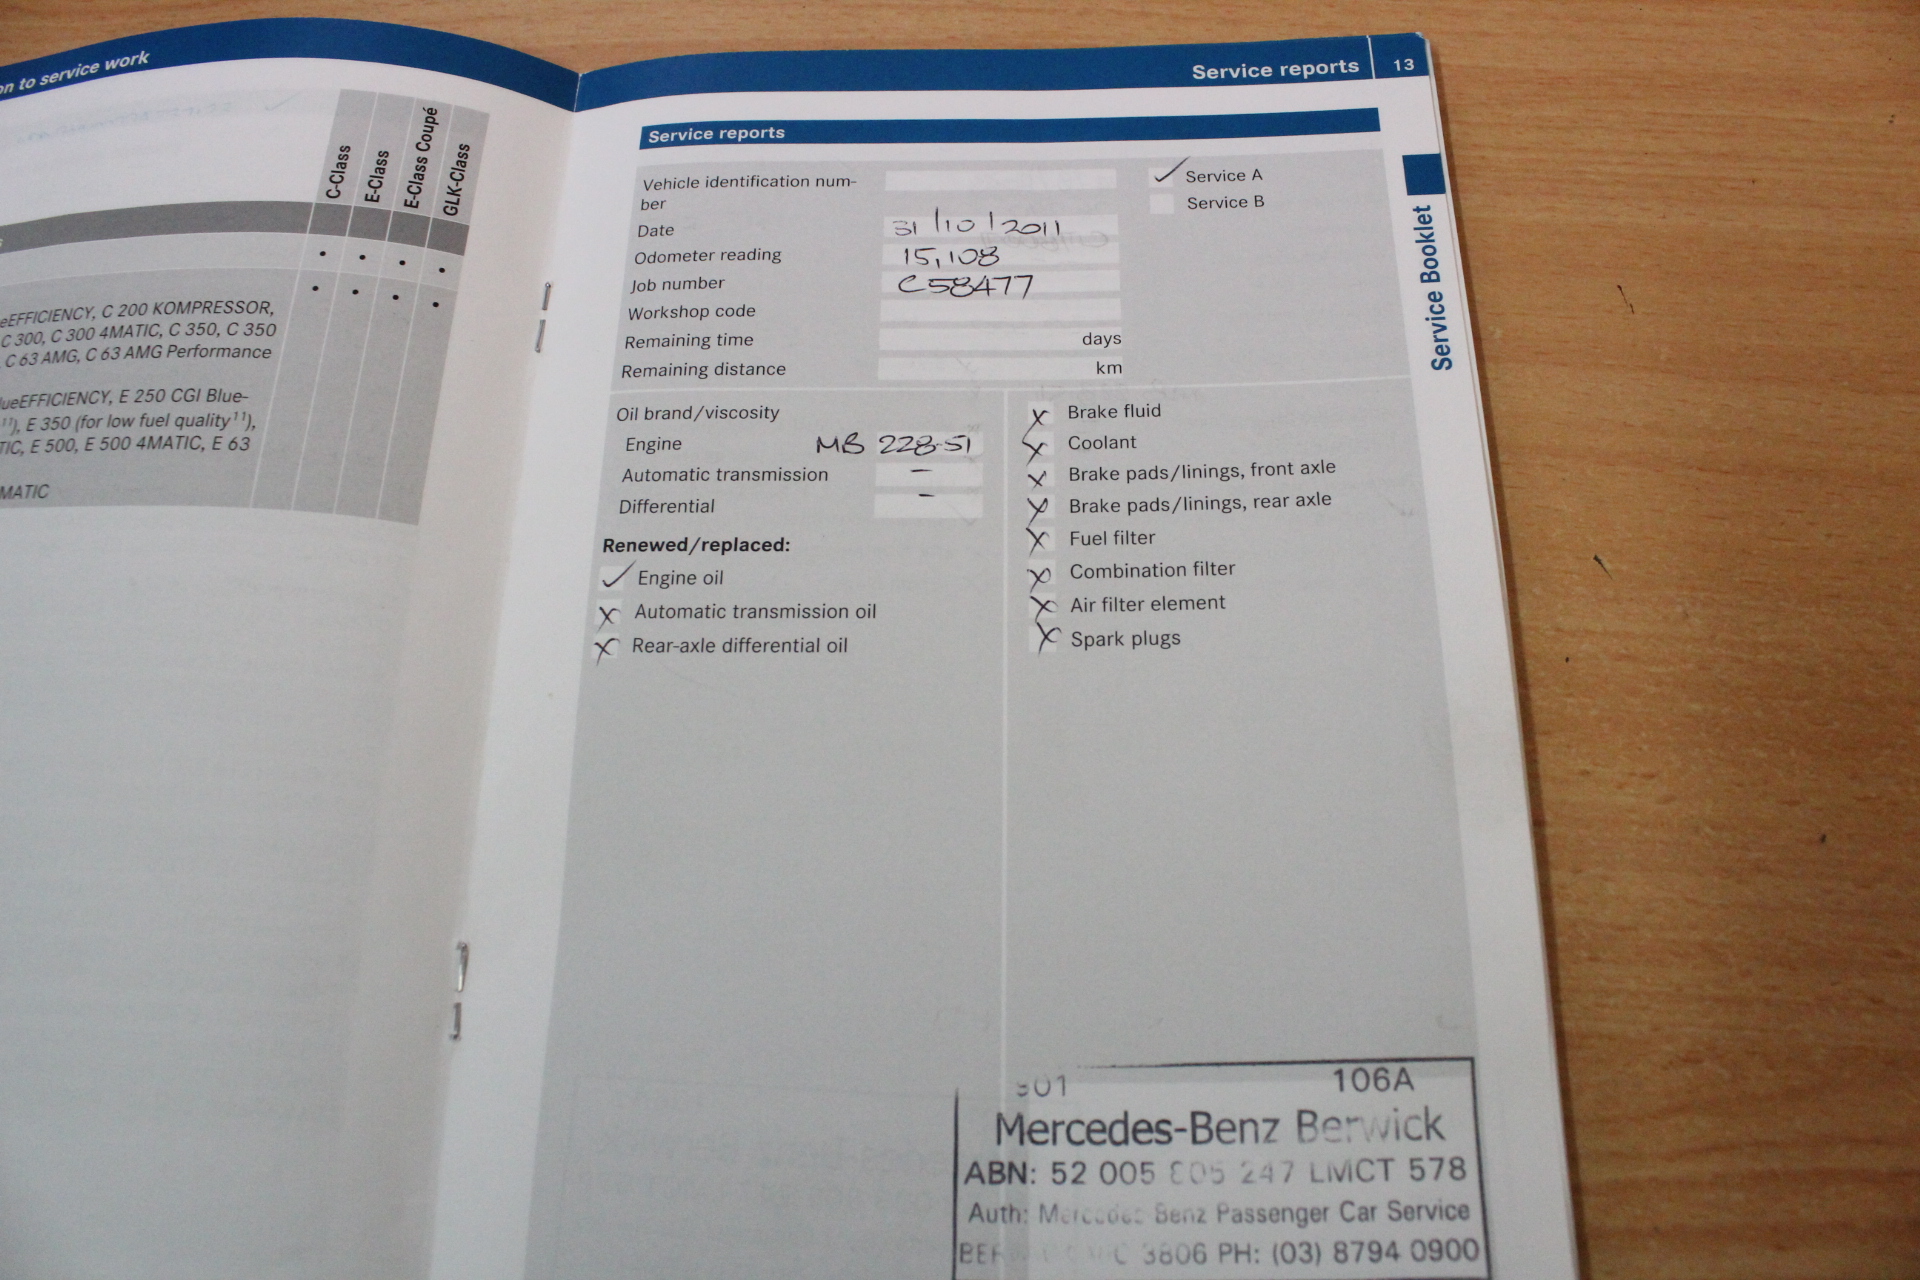 on to service work
C-Class
E-Class
E-Class Coupé
GLK-Class
eEFFICIENCY, C 200 KOMPRESSOR,
C 300, C 300 4MATIC, C 350, C 350
C 63 AMG, C 63 AMG Performance
lueEFFICIENCY, E 250 CGI Blue-
11), E 350 (for low fuel quality11),
TIC, E 500, E 500 4MATIC, E 63
MATIC
Service reports 13
Service reports
Vehicle identification num-
ber
Date 31/10/2011
Odometer reading 15,108
Job number C58477
Workshop code
Remaining time days
Remaining distance km
✓ Service A
Service B
Oil brand/viscosity
Engine MB 228-51
Automatic transmission –
Differential –
Renewed/replaced:
✓ Engine oil
X Automatic transmission oil
X Rear-axle differential oil
X Brake fluid
X Coolant
X Brake pads/linings, front axle
X Brake pads/linings, rear axle
X Fuel filter
X Combination filter
X Air filter element
X Spark plugs
Service Booklet
106A
Mercedes-Benz Berwick
ABN: 52 005 805 247 LMCT 578
Auth: Mercedes Benz Passenger Car Service
3806 PH: (03) 8794 0900